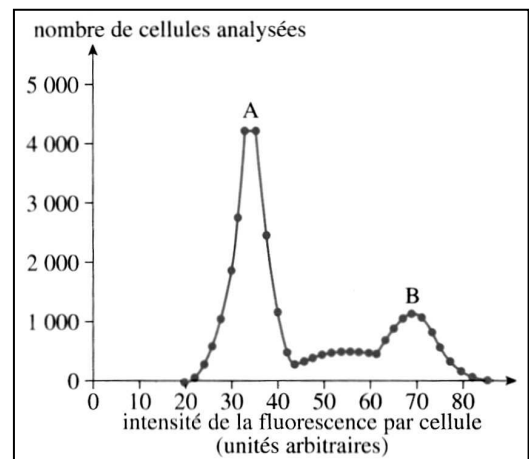 nombre de cellules analysées
5 000
4 000
3 000
2 000
1 000
0
A
B
0 10 20 30 40 50 60 70 80
intensité de la fluorescence par cellule
(unités arbitraires)